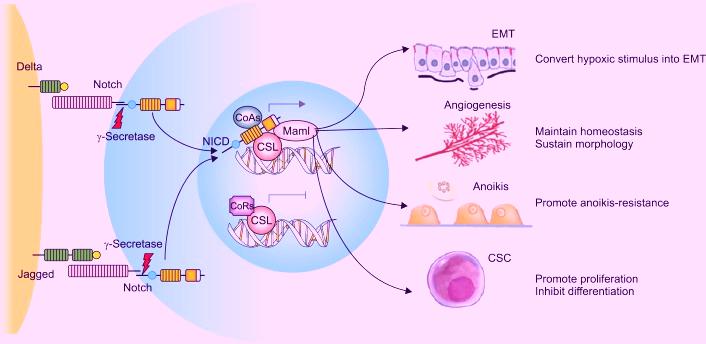 Delta
Notch
γ-Secretase
NICD
CoAs
Maml
CSL
CoRs
CSL
γ-Secretase
Jagged
Notch
EMT
Convert hypoxic stimulus into EMT
Angiogenesis
Maintain homeostasis
Sustain morphology
Anoikis
Promote anoikis-resistance
CSC
Promote proliferation
Inhibit differentiation